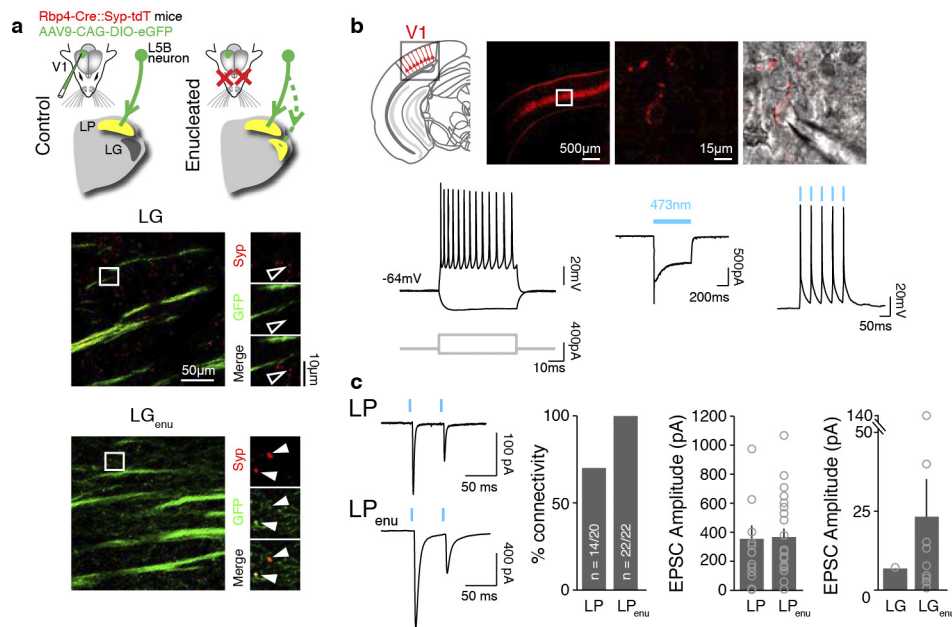 a
Rbp4-Cre::Syp-tdT mice
AAV9-CAG-DIO-eGFP
V1
L5B
neuron
Control
LP
LG
Enucleated
LG
Syp
GFP
Merge
50µm
10µm
LGenu
Syp
GFP
Merge
b
V1
500µm
15µm
-64mV
20mV
400pA
10ms
473nm
500pA
200ms
20mV
50ms
c
LP
100 pA
50 ms
LPenu
400 pA
50 ms
% connectivity
100
50
0
n = 14/20
n = 22/22
LP
LPenu
EPSC Amplitude (pA)
1200
1000
800
600
400
200
0
LP
LPenu
EPSC Amplitude (pA)
140
50
25
0
LG
LGenu